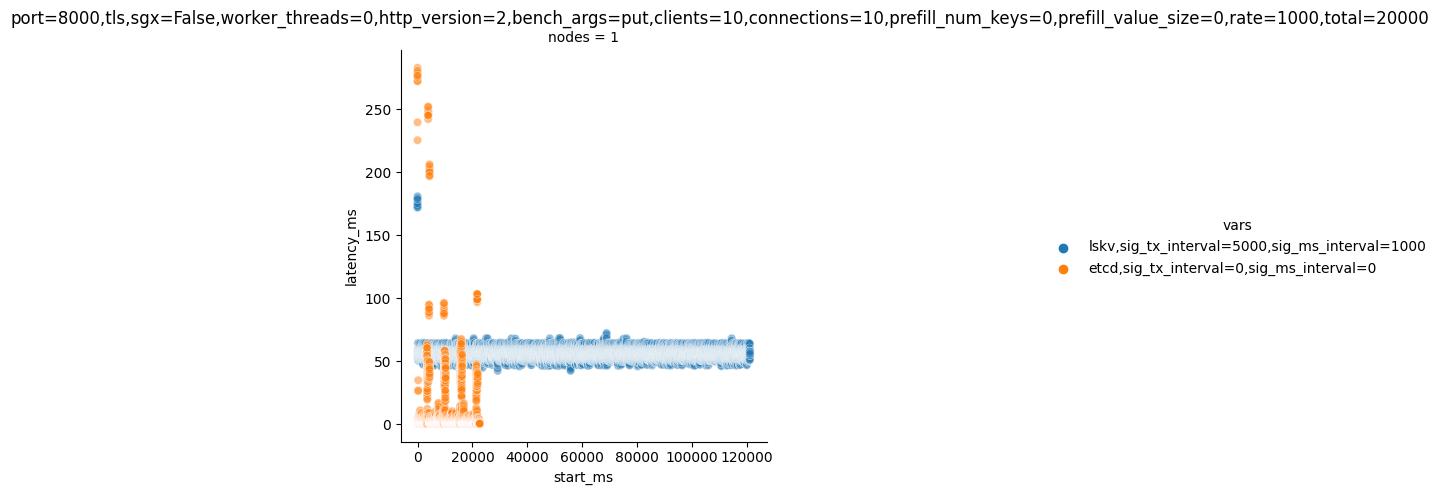 port=8000,tls,sgx=False,worker_threads=0,http_version=2,bench_args=put,clients=10,connections=10,prefill_num_keys=0,prefill_value_size=0,rate=1000,total=20000
nodes = 1
250
200
150
100
50
0
latency_ms
0 20000 40000 60000 80000 100000 120000
start_ms
vars
lskv,sig_tx_interval=5000,sig_ms_interval=1000
etcd,sig_tx_interval=0,sig_ms_interval=0